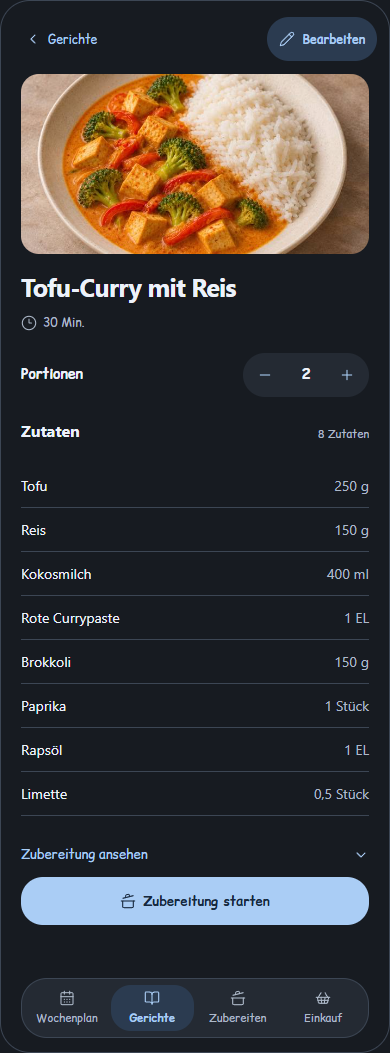 Gerichte
Bearbeiten
Tofu-Curry mit Reis
30 Min.
Portionen
2
Zutaten
8 Zutaten
Tofu 250 g
Reis 150 g
Kokosmilch 400 ml
Rote Currypaste 1 EL
Brokkoli 150 g
Paprika 1 Stück
Rapsöl 1 EL
Limette 0,5 Stück
Zubereitung ansehen
Zubereitung starten
Wochenplan Gerichte Zubereiten Einkauf